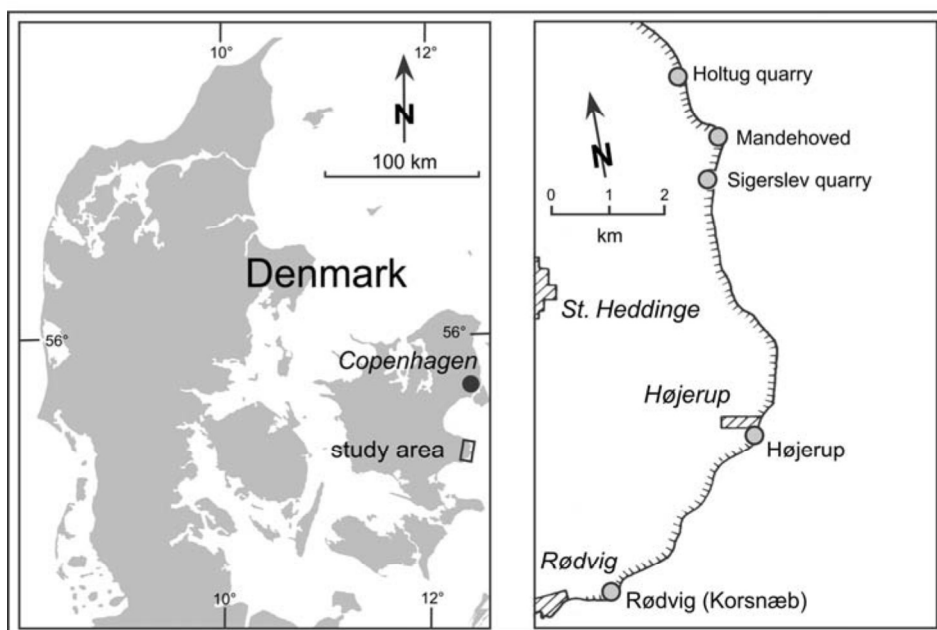 10°
12°
N
100 km
Denmark
56°
56°
Copenhagen
study area
10°
12°
Holtug quarry
Mandehoved
Sigerslev quarry
N
0 1 2
km
St. Heddinge
Højerup
Højerup
Rødvig
Rødvig (Korsnæb)